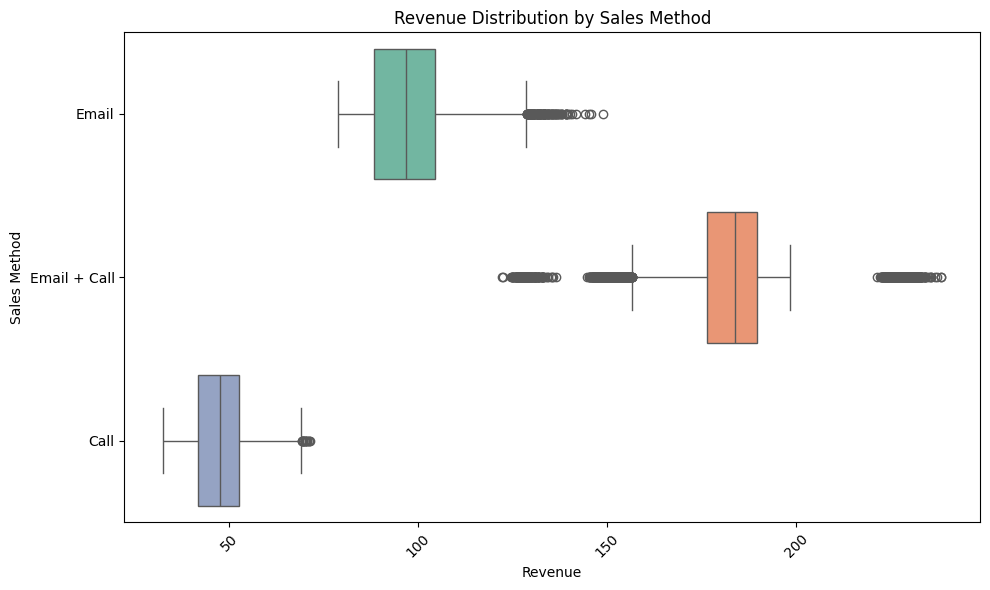 Revenue Distribution by Sales Method
Sales Method
Email
Email + Call
Call
50
100
150
200
Revenue